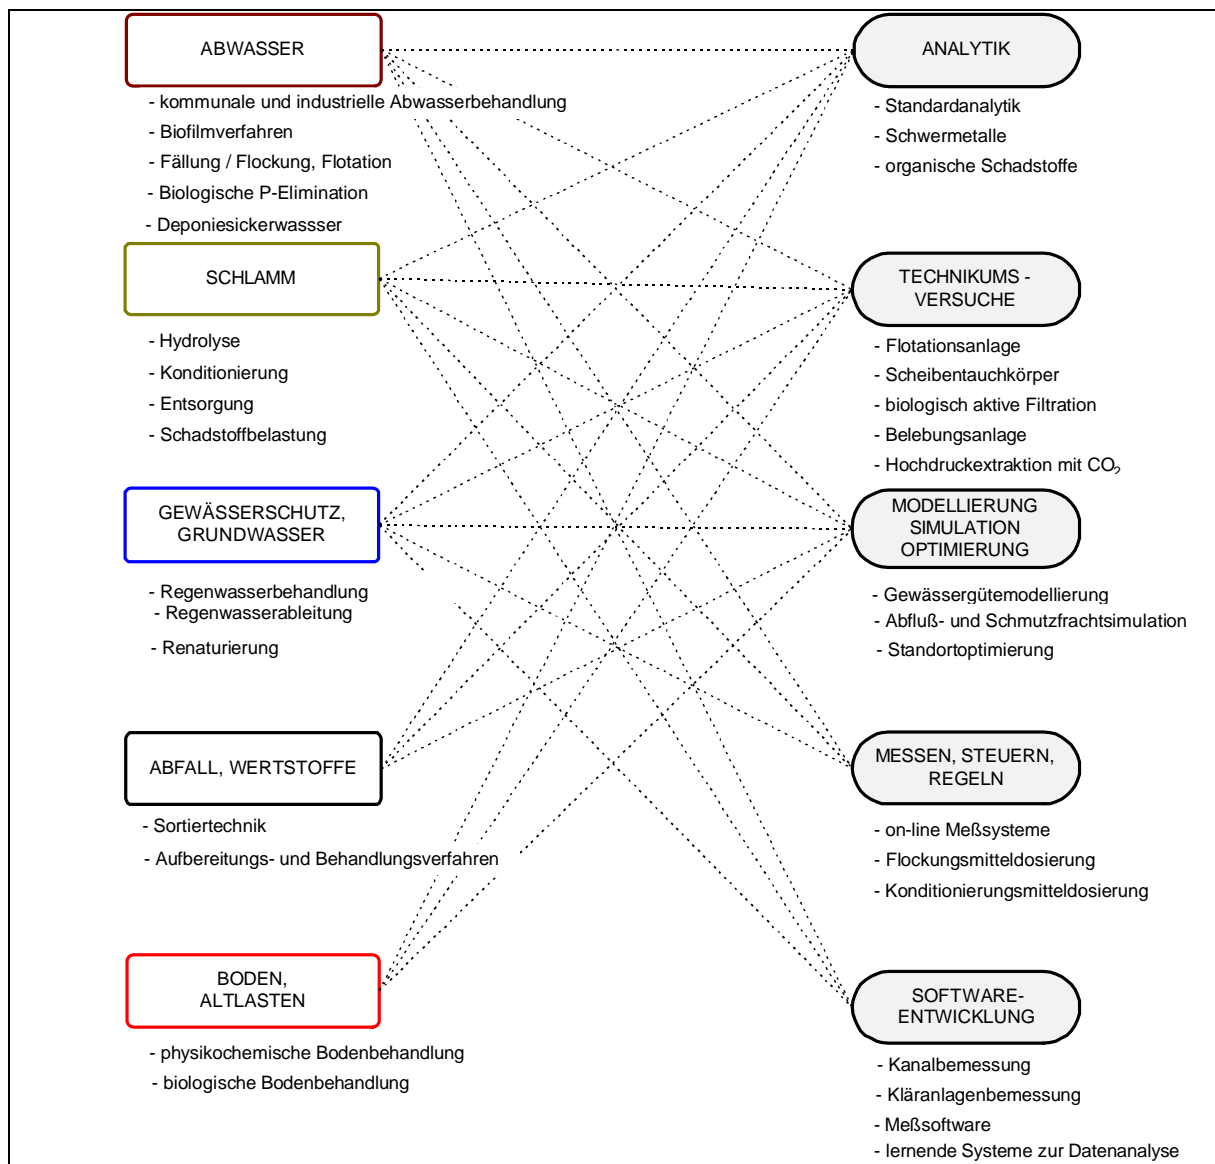 ABWASSER
- kommunale und industrielle Abwasserbehandlung
- Biofilmverfahren
- Fällung / Flockung, Flotation
- Biologische P-Elimination
- Deponiesickerwassser
SCHLAMM
- Hydrolyse
- Konditionierung
- Entsorgung
- Schadstoffbelastung
GEWÄSSERSCHUTZ,
GRUNDWASSER
- Regenwasserbehandlung
- Regenwasserableitung
- Renaturierung
ABFALL, WERTSTOFFE
- Sortiertechnik
- Aufbereitungs- und Behandlungsverfahren
BODEN,
ALTLASTEN
- physikochemische Bodenbehandlung
- biologische Bodenbehandlung
ANALYTIK
- Standardanalytik
- Schwermetalle
- organische Schadstoffe
TECHNIKUMS -
VERSUCHE
- Flotationsanlage
- Scheibentauchkörper
- biologisch aktive Filtration
- Belebungsanlage
- Hochdruckextraktion mit CO₂
MODELLIERUNG
SIMULATION
OPTIMIERUNG
- Gewässergütemodellierung
- Abfluß- und Schmutzfrachtsimulation
- Standortoptimierung
MESSEN, STEUERN,
REGELN
- on-line Meßsysteme
- Flockungsmitteldosierung
- Konditionierungsmitteldosierung
SOFTWARE-
ENTWICKLUNG
- Kanalbemessung
- Kläranlagenbemessung
- Meßsoftware
- lernende Systeme zur Datenanalyse